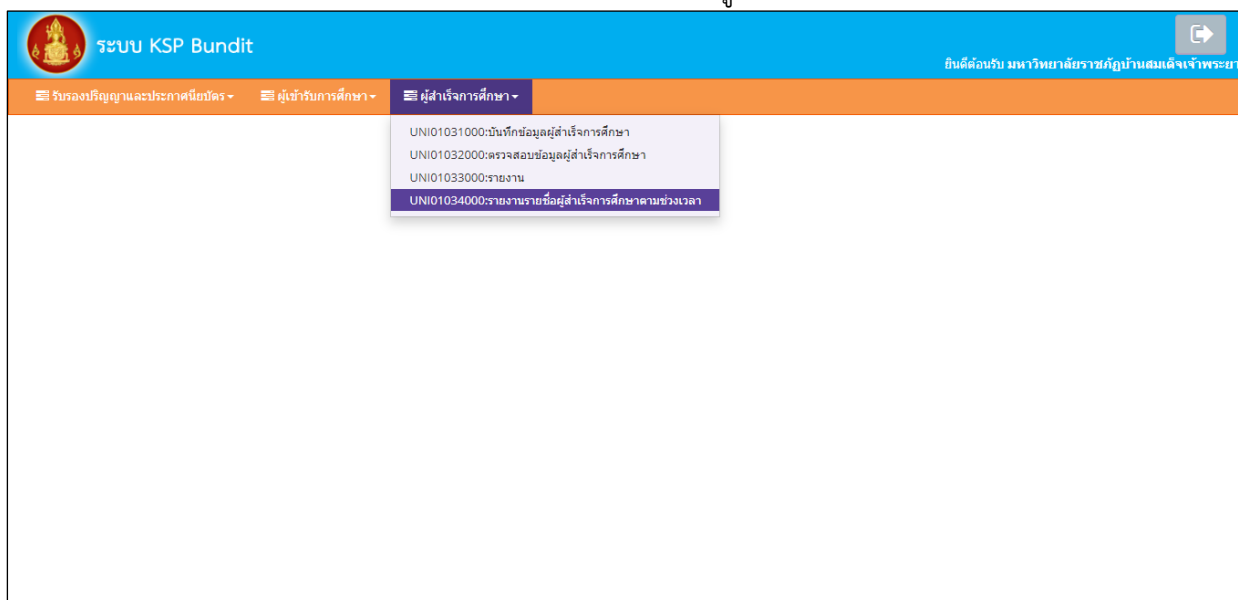 ระบบ KSP Bundit
ยินดีต้อนรับ มหาวิทยาลัยราชภัฏบ้านสมเด็จเจ้าพระยา
รับรองปริญญาและประกาศนียบัตร ผู้เข้ารับการศึกษา ผู้สำเร็จการศึกษา
UNI01031000:บันทึกข้อมูลผู้สำเร็จการศึกษา
UNI01032000:ตรวจสอบข้อมูลผู้สำเร็จการศึกษา
UNI01033000:รายงาน
UNI01034000:รายงานรายชื่อผู้สำเร็จการศึกษาตามช่วงเวลา